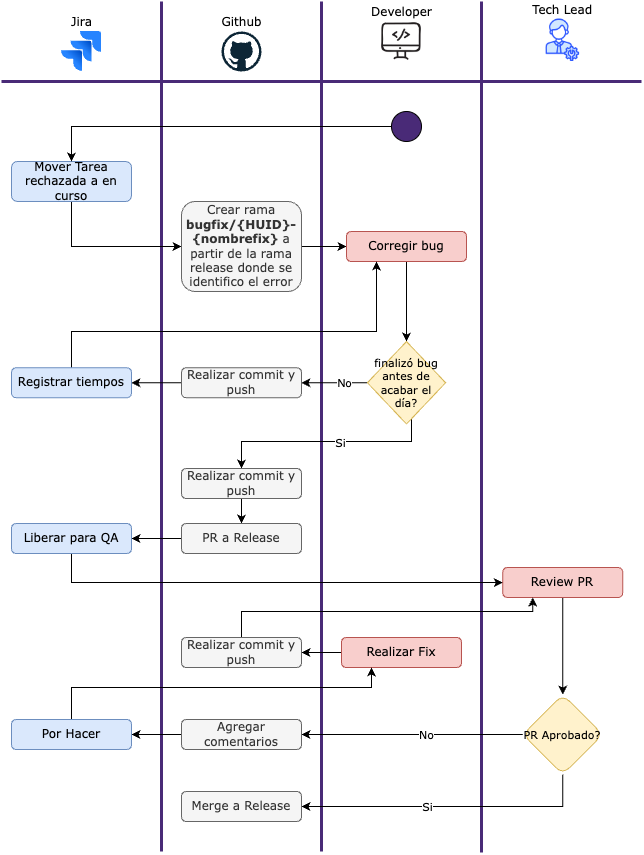 Jira
Github
Developer
Tech Lead
Mover Tarea
rechazada a en
curso
Crear rama
bugfix/{HUID}-
{nombrefix} a
partir de la rama
release donde se
identifico el error
Corregir bug
finalizó bug
antes de
acabar el
día?
No
Realizar commit y
push
Registrar tiempos
Si
Realizar commit y
push
PR a Release
Liberar para QA
Review PR
Realizar Fix
Realizar commit y
push
PR Aprobado?
No
Agregar
comentarios
Por Hacer
Si
Merge a Release